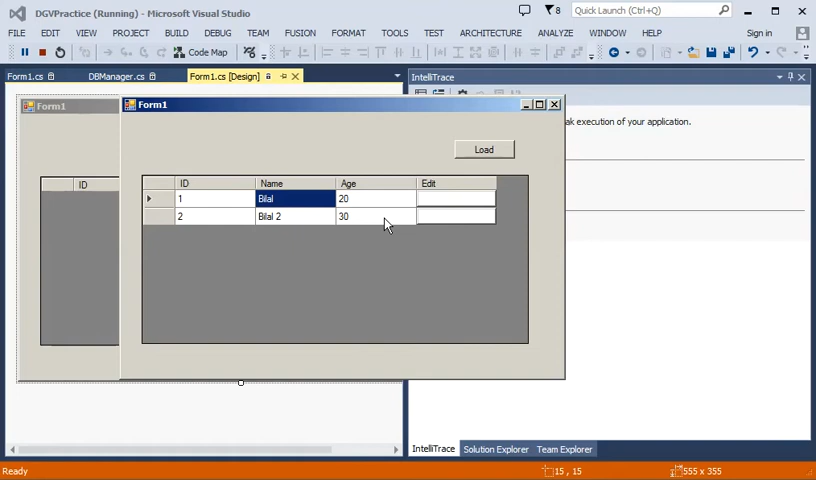 DGVPractice (Running) - Microsoft Visual Studio
8
Quick Launch (Ctrl+Q)
FILE EDIT VIEW PROJECT BUILD DEBUG TEAM FUSION FORMAT TOOLS TEST ARCHITECTURE ANALYZE WINDOW HELP Sign in
Code Map
Form1.cs DBManager.cs Form1.cs [Design] IntelliTrace
Form1
Form1
eak execution of your application.
Load
ID
ID Name Age Edit
1 Bilal 20
2 Bilal 2 30
IntelliTrace Solution Explorer Team Explorer
Ready 15 , 15 555 x 355